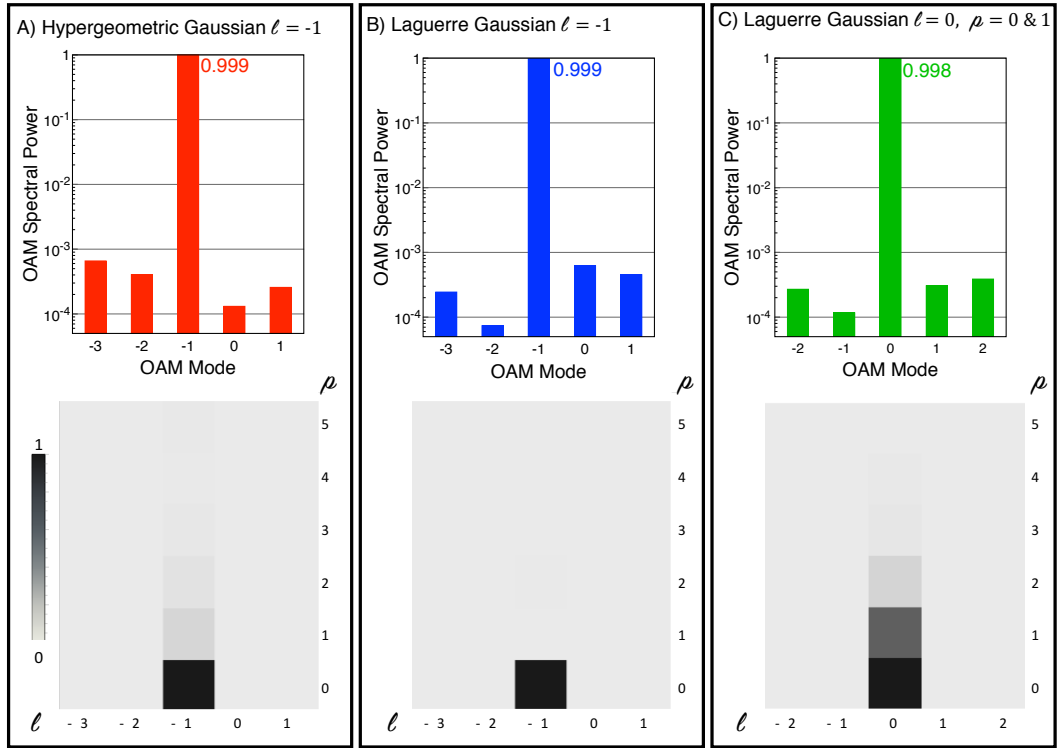 A) Hypergeometric Gaussian ℓ = -1
1
10⁻¹
10⁻²
10⁻³
10⁻⁴
OAM Spectral Power
0.999
-3 -2 -1 0 1
OAM Mode
p
5
4
3
2
1
0
1
0
ℓ - 3 - 2 - 1 0 1
B) Laguerre Gaussian ℓ = -1
1
10⁻¹
10⁻²
10⁻³
10⁻⁴
OAM Spectral Power
0.999
-3 -2 -1 0 1
OAM Mode
p
5
4
3
2
1
0
ℓ - 3 - 2 - 1 0 1
C) Laguerre Gaussian ℓ = 0, p = 0 & 1
1
10⁻¹
10⁻²
10⁻³
10⁻⁴
OAM Spectral Power
0.998
-2 -1 0 1 2
OAM Mode
p
5
4
3
2
1
0
ℓ - 2 - 1 0 1 2